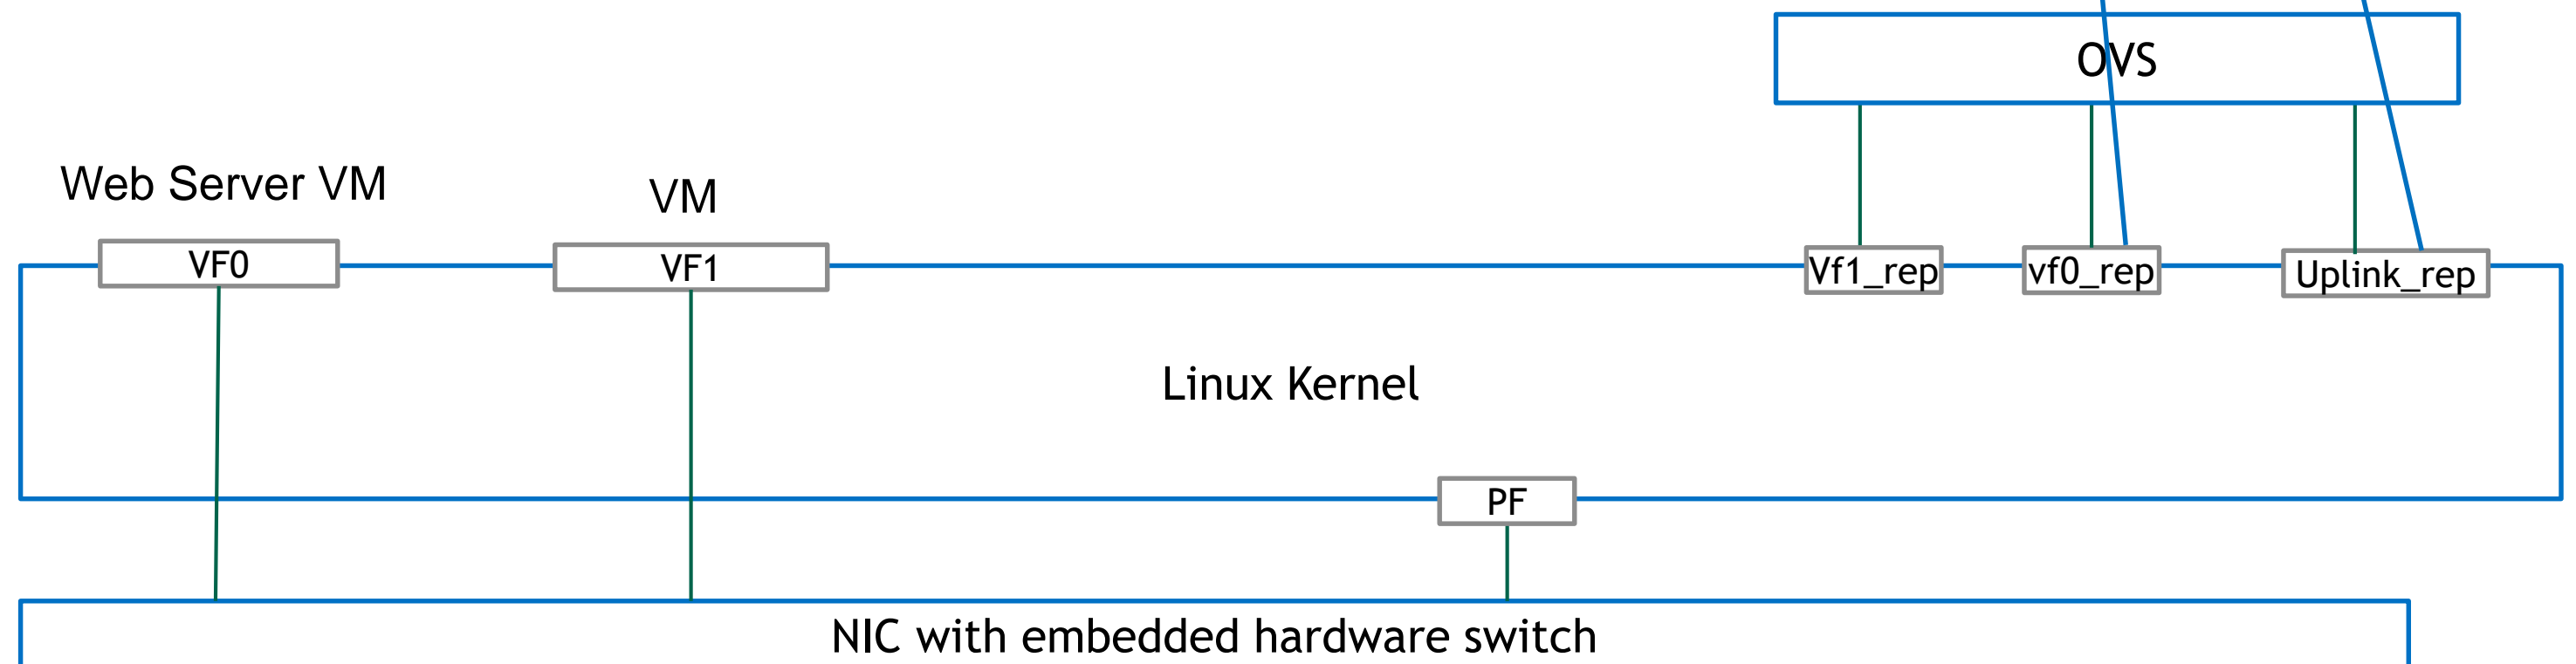 OVS
Web Server VM
VM
VF0
VF1
Vf1_rep
vf0_rep
Uplink_rep
Linux Kernel
PF
NIC with embedded hardware switch